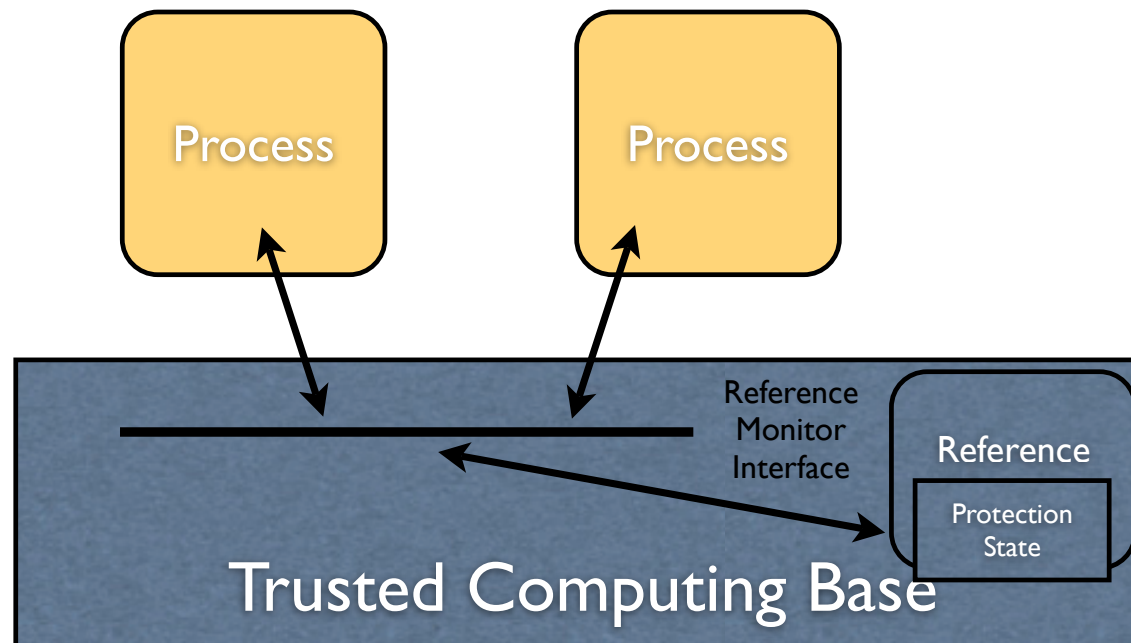 Process
Process
Reference
Monitor
Interface
Reference
Protection
State
Trusted Computing Base